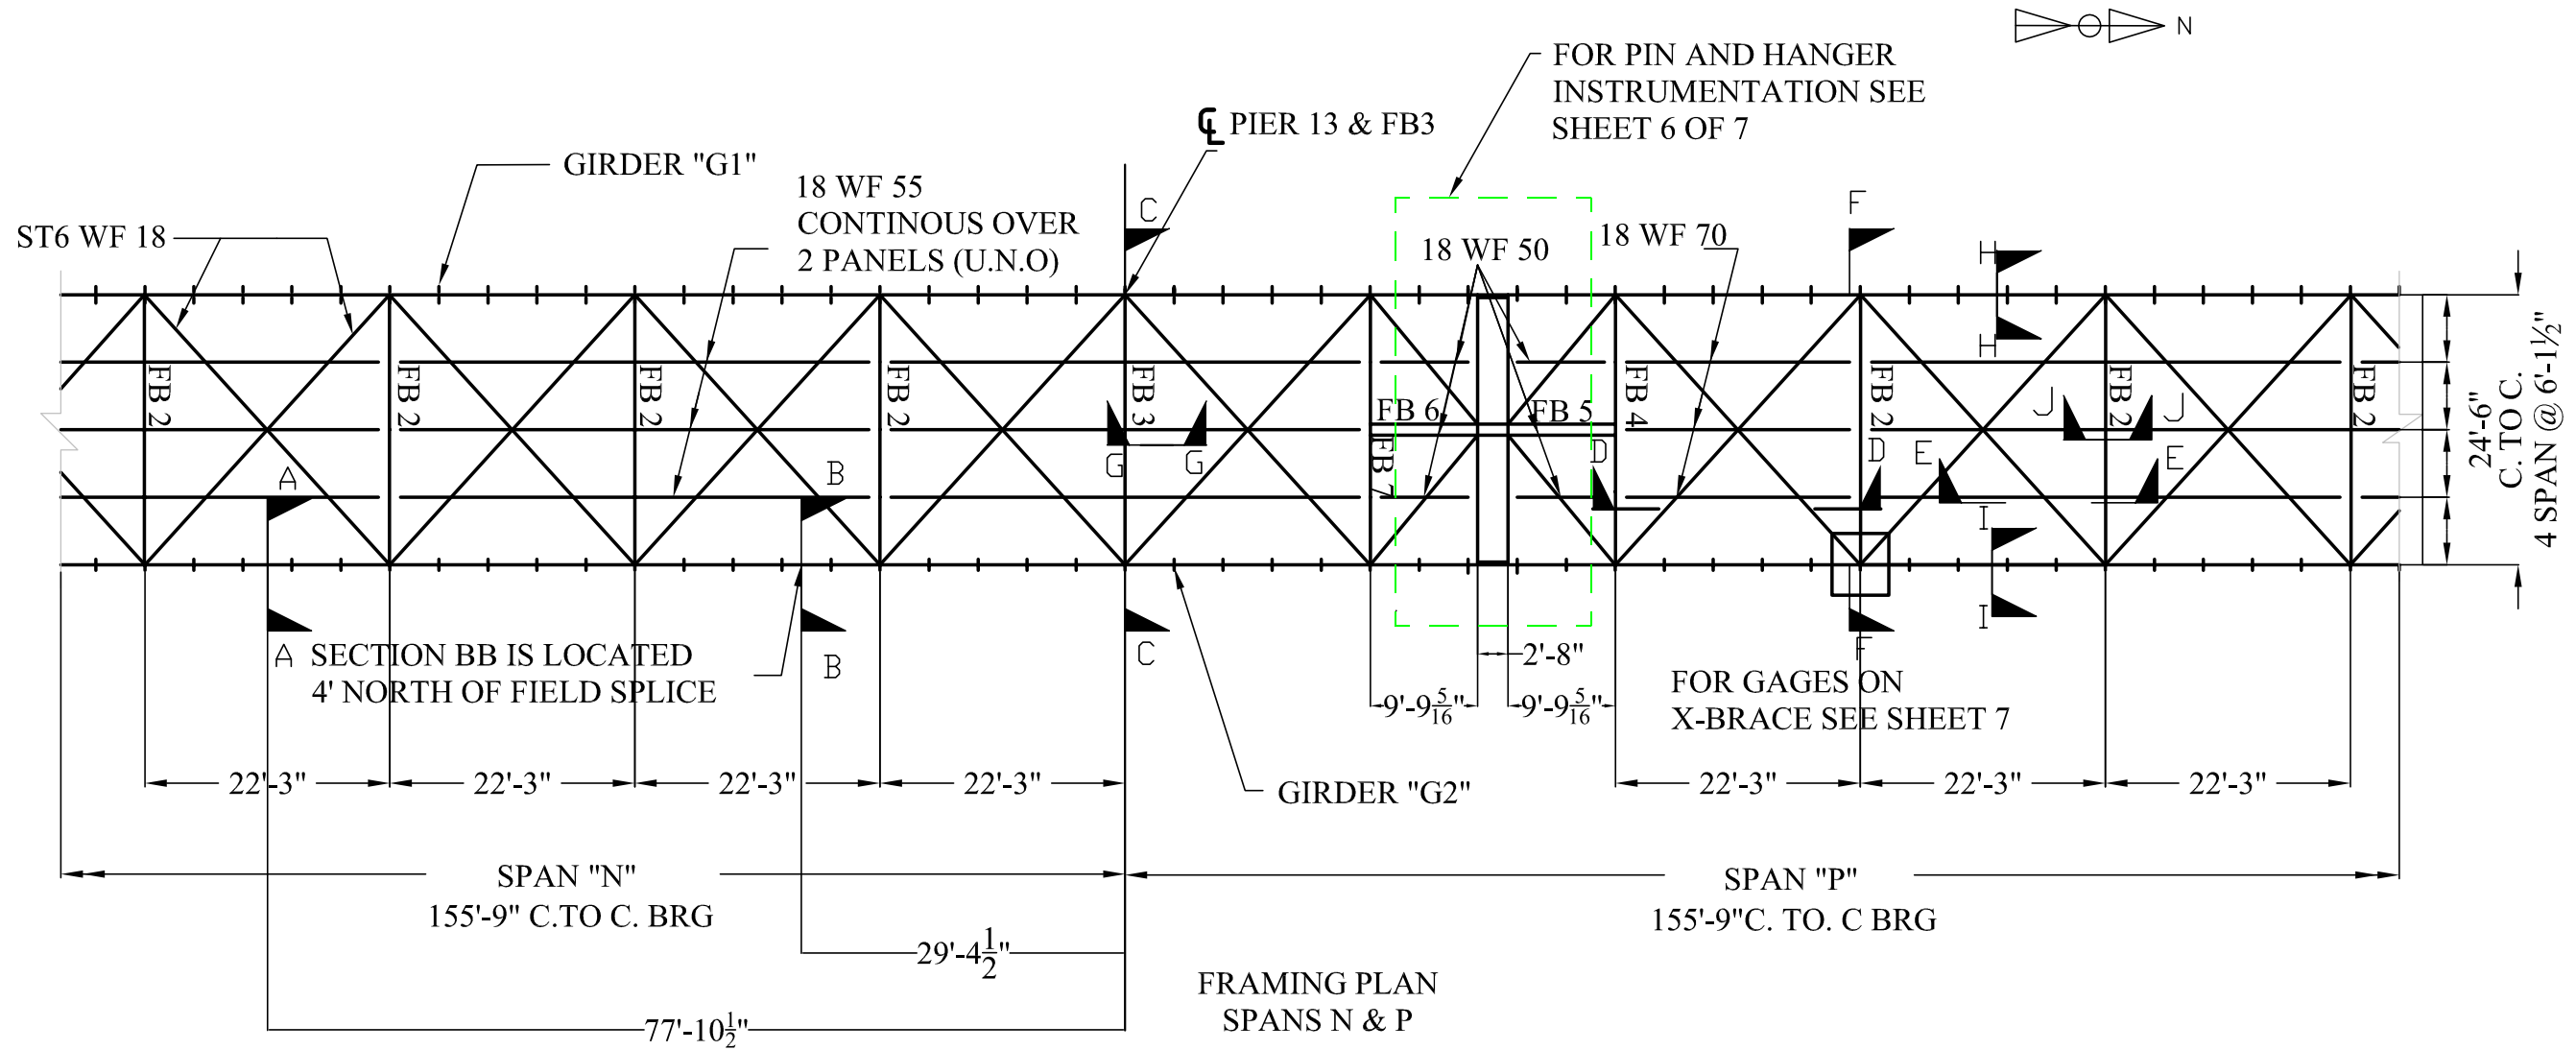 N
FOR PIN AND HANGER
INSTRUMENTATION SEE
SHEET 6 OF 7
℄ PIER 13 & FB3
GIRDER "G1"
18 WF 55
CONTINOUS OVER
2 PANELS (U.N.O)
ST6 WF 18
C
F
18 WF 50
18 WF 70
H
H
FB 2
FB 2
FB 2
FB 2
FB 3
FB 6
FB 5
FB 7
FB 4
FB 2
FB 2
FB 2
J
J
G
G
D
D
E
E
A
B
I
I
24'-6"
C. TO C.
4 SPAN @ 6'-1½"
A
B
C
F
SECTION BB IS LOCATED
4' NORTH OF FIELD SPLICE
2'-8"
9'-9 5/16"
9'-9 5/16"
FOR GAGES ON
X-BRACE SEE SHEET 7
22'-3"
22'-3"
22'-3"
22'-3"
GIRDER "G2"
22'-3"
22'-3"
22'-3"
SPAN "N"
155'-9" C.TO C. BRG
SPAN "P"
155'-9"C. TO. C BRG
29'-4½"
77'-10½"
FRAMING PLAN
SPANS N & P